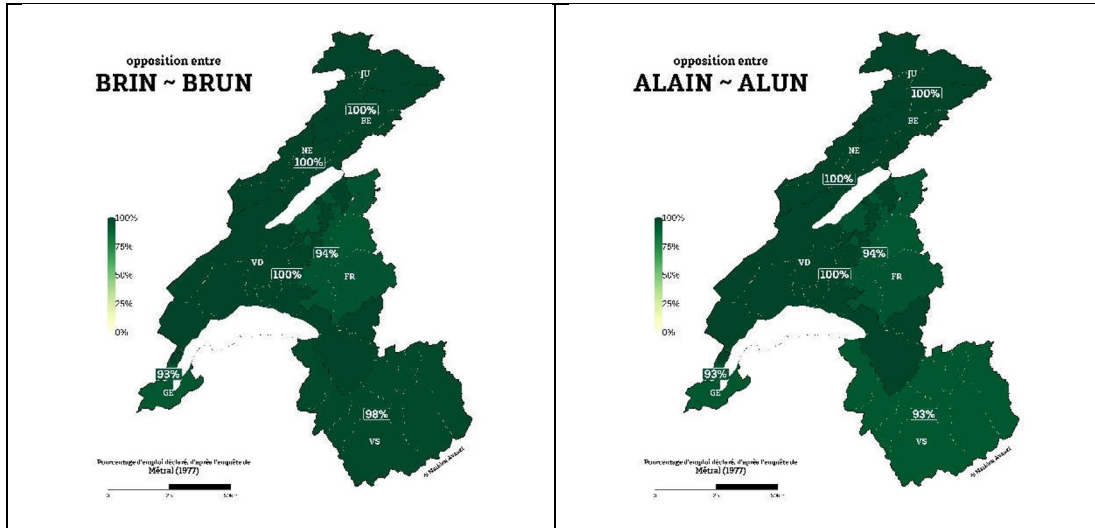 opposition entre
BRIN ~ BRUN
JU
100%
BE
NE
100%
100%
75%
50%
25%
0%
94%
VD
100%
FR
93%
GE
98%
VS
Pourcentage d'emploi déclaré, d'après l'enquête de
Métral (1977)
50km
opposition entre
ALAIN ~ ALUN
JU
100%
BE
NE
100%
100%
75%
50%
25%
0%
94%
VD
100%
FR
93%
GE
93%
VS
Pourcentage d'emploi déclaré, d'après l'enquête de
Métral (1977)
50km